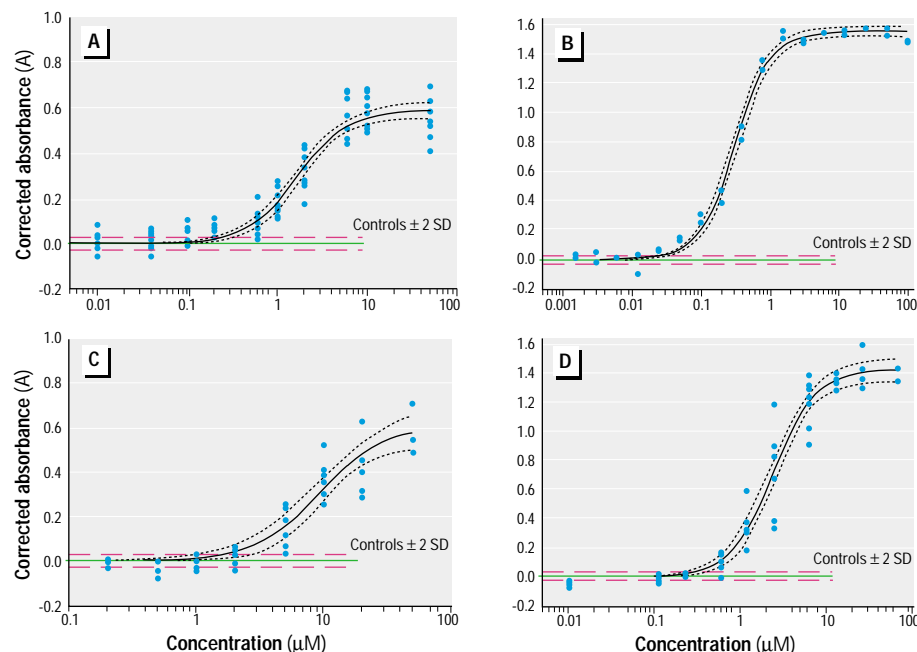 A
Corrected absorbance (A)
1.0
0.8
0.6
0.4
0.2
0.0
-0.2
Controls ± 2 SD
0.01 0.1 1 10 100
B
1.6
1.4
1.2
1.0
0.8
0.6
0.4
0.2
0.0
-0.2
Controls ± 2 SD
0.001 0.01 0.1 1 10 100
C
Corrected absorbance (A)
1.0
0.8
0.6
0.4
0.2
0.0
-0.2
Controls ± 2 SD
0.1 1 10 100
Concentration (μM)
D
1.6
1.4
1.2
1.0
0.8
0.6
0.4
0.2
0.0
-0.2
Controls ± 2 SD
0.01 0.1 1 10 100
Concentration (μM)